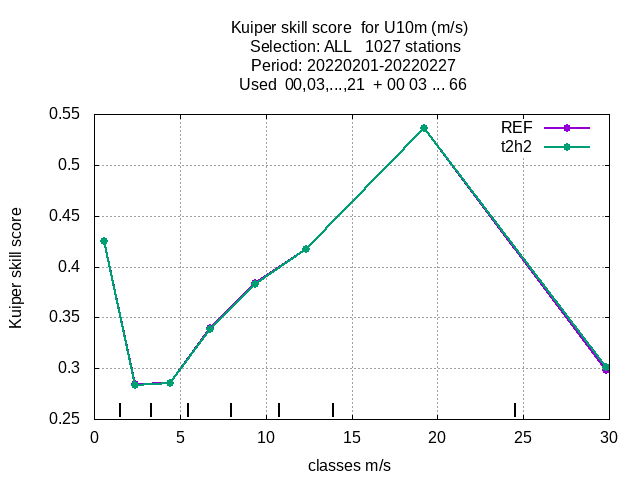 Kuiper skill score  for U10m (m/s)
Selection: ALL   1027 stations
Period: 20220201-20220227
Used  00,03,...,21  + 00 03 ... 66
REF
t2h2
0.55
0.5
0.45
0.4
0.35
0.3
0.25
Kuiper skill score
0 5 10 15 20 25 30
classes m/s